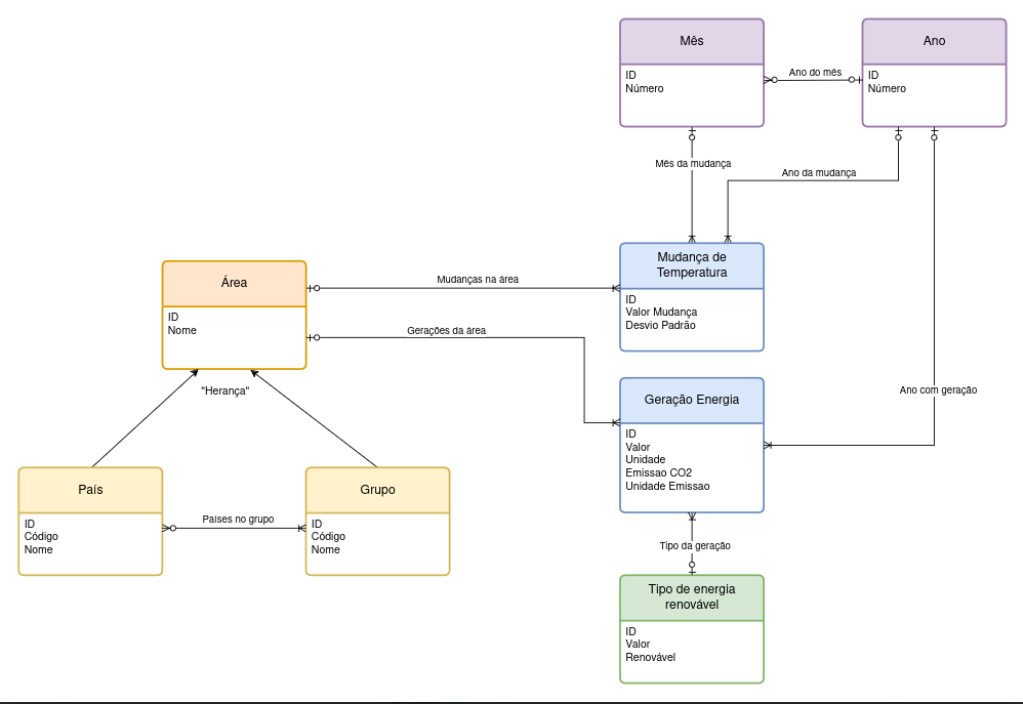 Mês
ID
Número
Ano do mês
Ano
ID
Número
Mês da mudança
Ano da mudança
Mudança de
Temperatura
ID
Valor Mudança
Desvio Padrão
Área
ID
Nome
Mudanças na área
Gerações da área
"Herança"
Geração Energia
ID
Valor
Unidade
Emissao CO2
Unidade Emissao
Ano com geração
País
ID
Código
Nome
Países no grupo
Grupo
ID
Código
Nome
Tipo da geração
Tipo de energia
renovável
ID
Valor
Renovável